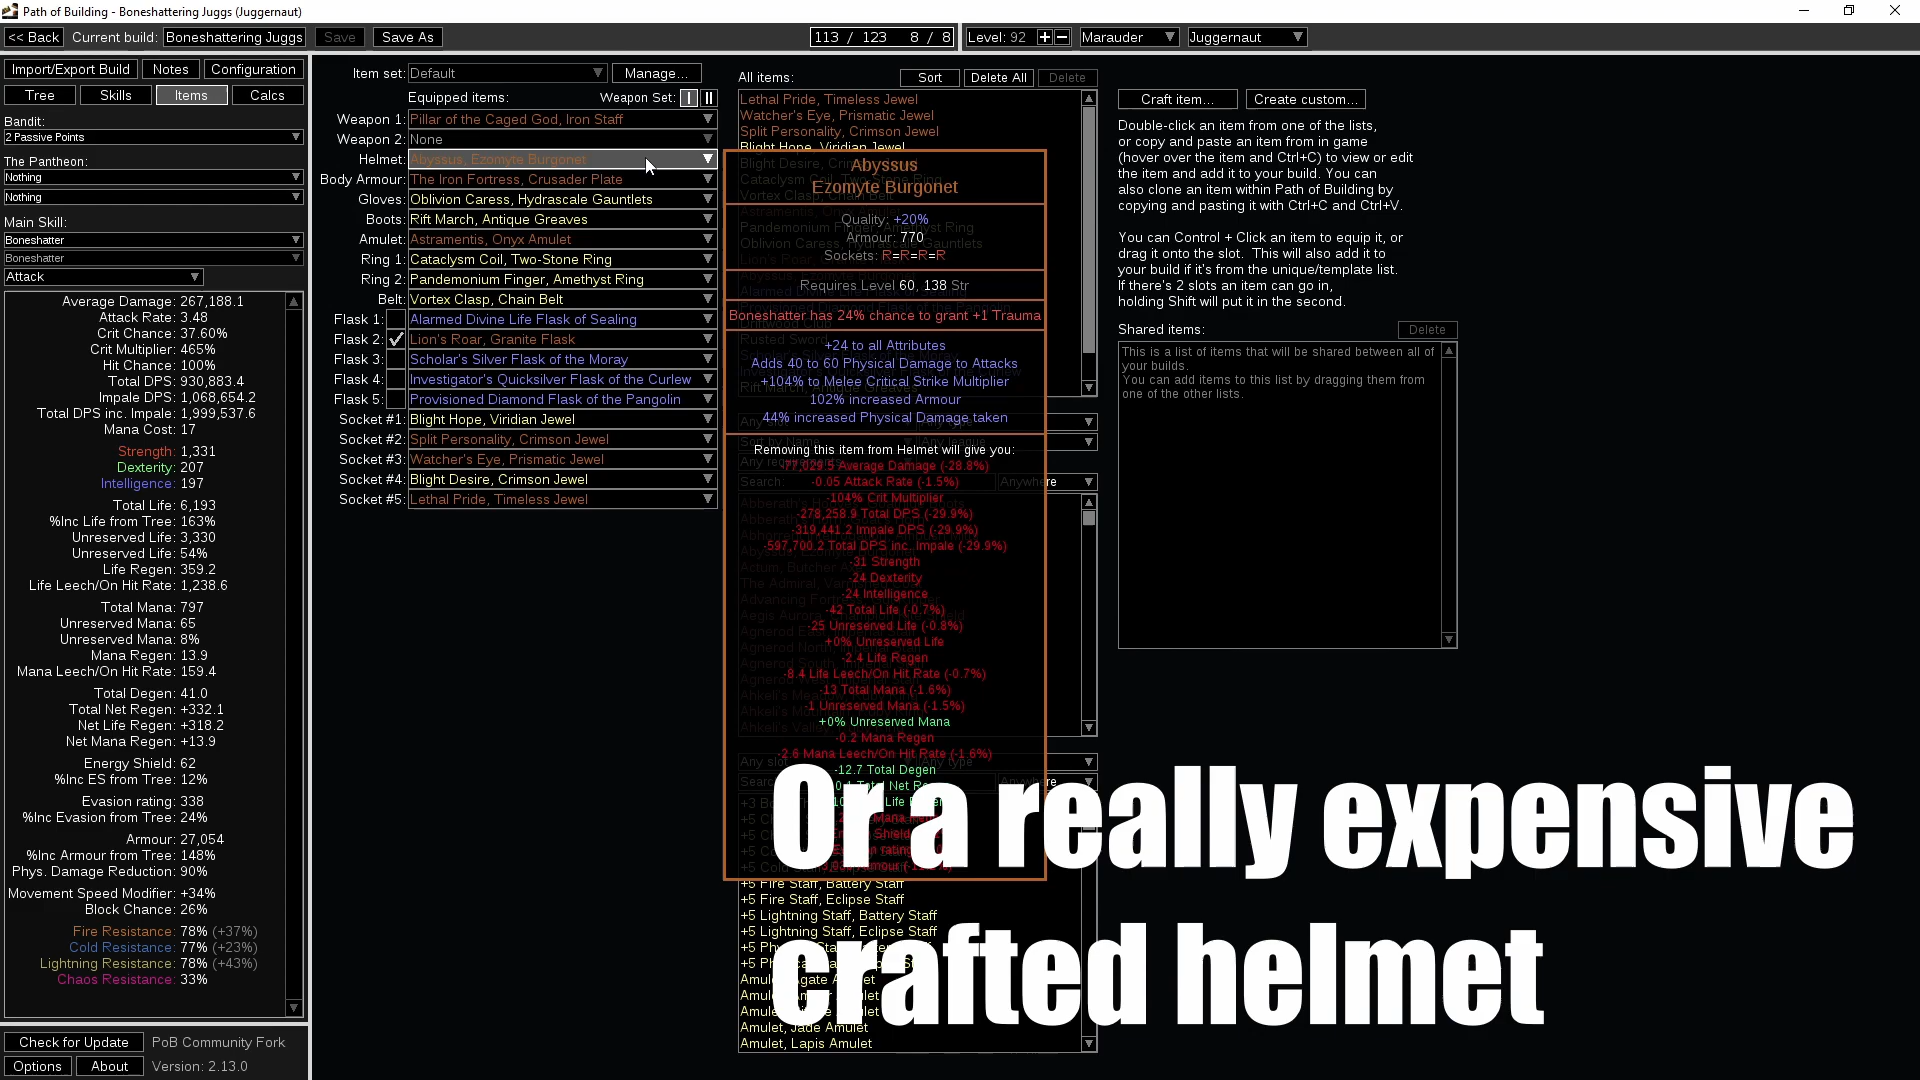 Path of Building - Boneshattering Juggs (Juggernaut)
<< Back
Current build: Boneshattering Juggs
Save
Save As
113 / 123 8 / 8
Level: 92
+
Marauder
Juggernaut
Import/Export Build
Notes
Configuration
Tree
Skills
Items
Calcs
Bandit:
2 Passive Points
The Pantheon:
Nothing
Nothing
Main Skill:
Boneshatter
Boneshatter
Attack
Average Damage: 267,188.1
Attack Rate: 3.48
Crit Chance: 37.60%
Crit Multiplier: 465%
Hit Chance: 100%
Total DPS: 930,883.4
Impale DPS: 1,068,654.2
Total DPS inc. Impale: 1,999,537.6
Mana Cost: 17
Strength: 1,331
Dexterity: 207
Intelligence: 197
Total Life: 6,193
%Inc Life from Tree: 163%
Unreserved Life: 3,330
Unreserved Life: 54%
Life Regen: 359.2
Life Leech/On Hit Rate: 1,238.6
Total Mana: 797
Unreserved Mana: 65
Unreserved Mana: 8%
Mana Regen: 13.9
Mana Leech/On Hit Rate: 159.4
Total Degen: 41.0
Total Net Regen: +332.1
Net Life Regen: +318.2
Net Mana Regen: +13.9
Energy Shield: 62
%Inc ES from Tree: 12%
Evasion rating: 338
%Inc Evasion from Tree: 24%
Armour: 27,054
%Inc Armour from Tree: 148%
Phys. Damage Reduction: 90%
Movement Speed Modifier: +34%
Block Chance: 26%
Fire Resistance: 78% (+37%)
Cold Resistance: 77% (+23%)
Lightning Resistance: 78% (+43%)
Chaos Resistance: 33%
Check for Update
PoB Community Fork
Options
About
Version: 2.13.0
Item set: Default
Manage...
Equipped items:
Weapon Set: I II
Weapon 1: Pillar of the Caged God, Iron Staff
Weapon 2: None
Helmet: Abyssus, Ezomyte Burgonet
Body Armour: The Iron Fortress, Crusader Plate
Gloves: Oblivion Caress, Hydrascale Gauntlets
Boots: Rift March, Antique Greaves
Amulet: Astramentis, Onyx Amulet
Ring 1: Cataclysm Coil, Two-Stone Ring
Ring 2: Pandemonium Finger, Amethyst Ring
Belt: Vortex Clasp, Chain Belt
Flask 1: Alarmed Divine Life Flask of Sealing
Flask 2: Lion's Roar, Granite Flask
Flask 3: Scholar's Silver Flask of the Moray
Flask 4: Investigator's Quicksilver Flask of the Curlew
Flask 5: Provisioned Diamond Flask of the Pangolin
Socket #1: Blight Hope, Viridian Jewel
Socket #2: Split Personality, Crimson Jewel
Socket #3: Watcher's Eye, Prismatic Jewel
Socket #4: Blight Desire, Crimson Jewel
Socket #5: Lethal Pride, Timeless Jewel
All items:
Sort
Delete All
Delete
Lethal Pride, Timeless Jewel
Watcher's Eye, Prismatic Jewel
Split Personality, Crimson Jewel
Blight Hope, Viridian Jewel
Abyssus
Ezomyte Burgonet
Quality: +20%
Armour: 770
Sockets: R=R=R=R
Requires Level 60, 138 Str
Boneshatter has 24% chance to grant +1 Trauma
+24 to all Attributes
Adds 40 to 60 Physical Damage to Attacks
+104% to Melee Critical Strike Multiplier
102% increased Armour
44% increased Physical Damage taken
Removing this item from Helmet will give you:
-77,029.5 Average Damage (-28.8%)
-0.05 Attack Rate (-1.5%)
-104% Crit Multiplier
-278,258.9 Total DPS (-29.9%)
-319,441.2 Impale DPS (-29.9%)
-597,700.2 Total DPS inc. Impale (-29.9%)
-31 Strength
-24 Dexterity
-24 Intelligence
-42 Total Life (-0.7%)
-25 Unreserved Life (-0.8%)
+0% Unreserved Life
-2.4 Life Regen
-8.4 Life Leech/On Hit Rate (-0.7%)
-13 Total Mana (-1.6%)
-1 Unreserved Mana (-1.5%)
+0% Unreserved Mana
-0.2 Mana Regen
-2.6 Mana Leech/On Hit Rate (-1.6%)
-12.7 Total Degen
+5 Fire Staff, Battery Staff
+5 Fire Staff, Eclipse Staff
+5 Lightning Staff, Battery Staff
+5 Lightning Staff, Eclipse Staff
Amulet, Jade Amulet
Amulet, Lapis Amulet
Craft item...
Create custom...
Double-click an item from one of the lists,
or copy and paste an item from in game
(hover over the item and Ctrl+C) to view or edit
the item and add it to your build. You can
also clone an item within Path of Building by
copying and pasting it with Ctrl+C and Ctrl+V.
You can Control + Click an item to equip it, or
drag it onto the slot. This will also add it to
your build if it's from the unique/template list.
If there's 2 slots an item can go in,
holding Shift will put it in the second.
Shared items:
Delete
This is a list of items that will be shared between all of
your builds.
You can add items to this list by dragging them from
one of the other lists.
Or a really expensive
crafted helmet